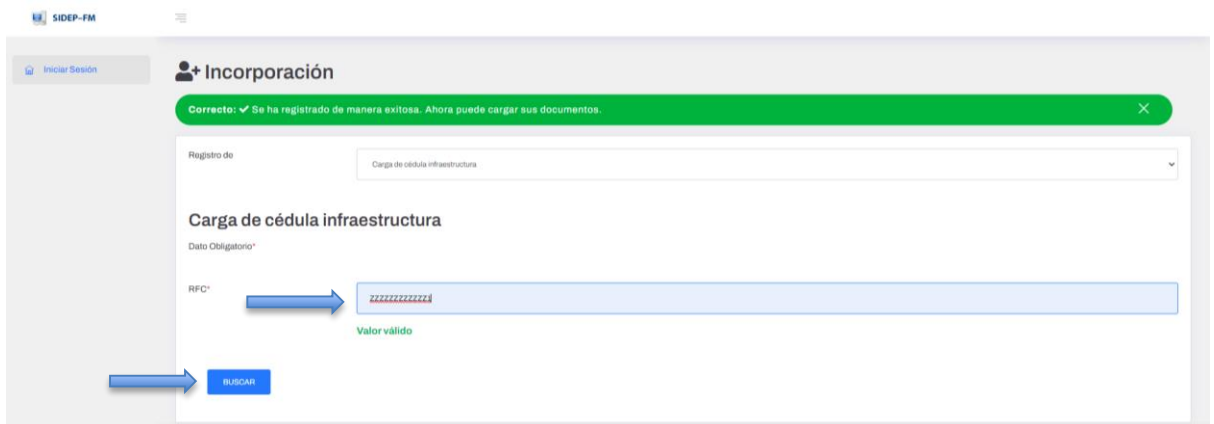 SIDEP-FM
Iniciar Sesión
Incorporación
Correcto: ✔ Se ha registrado de manera exitosa. Ahora puede cargar sus documentos.
Registro de
Carga de cédula infraestructura
Carga de cédula infraestructura
Dato Obligatorio*
RFC*
Valor válido
BUSCAR